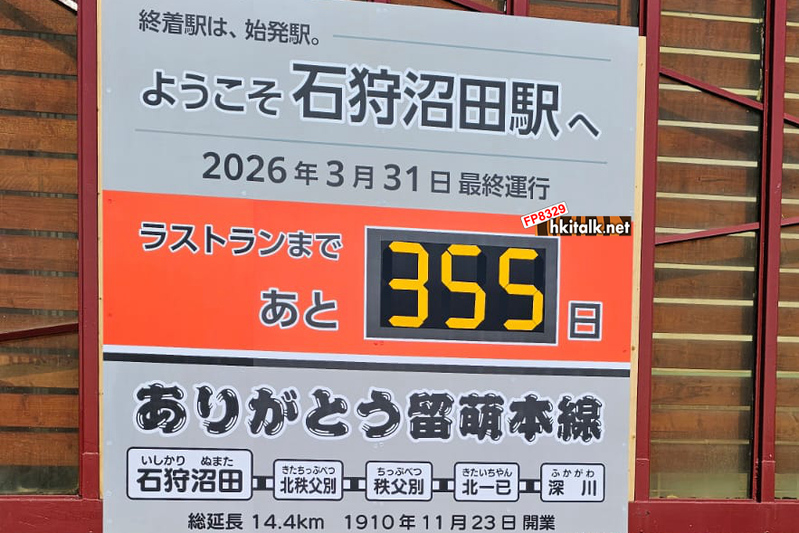 終着駅は、始発駅。
ようこそ 石狩沼田駅へ
2026年3月31日 最終運行
FP8329
hkitalk.net
ラストランまで
あと 355 日
ありがとう留萌本線
いしかり ぬまた きたちっぷべつ ちっぷべつ きたいちやん ふかがわ
石狩沼田 北秩父別 秩父別 北一已 深川
総延長 14.4km 1910年11月23日 開業